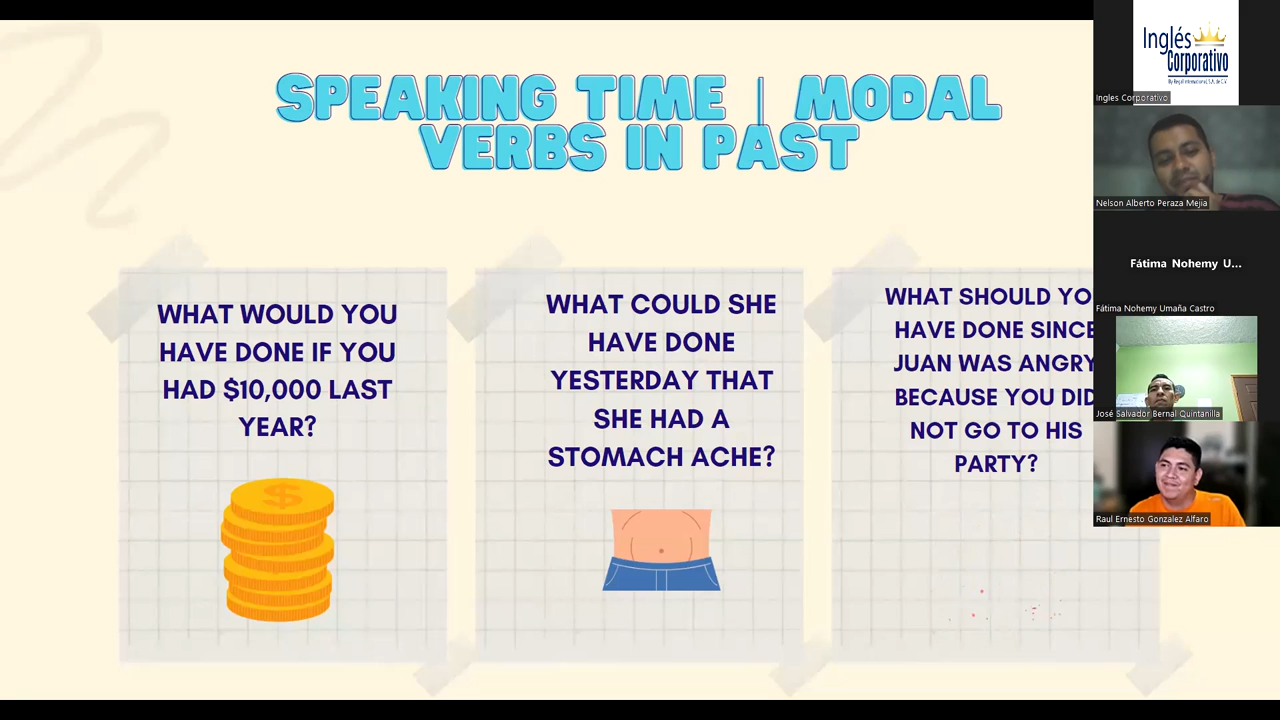 SPEAKING TIME | MODAL
VERBS IN PAST
WHAT WOULD YOU
HAVE DONE IF YOU
HAD $10,000 LAST
YEAR?
$
WHAT COULD SHE
HAVE DONE
YESTERDAY THAT
SHE HAD A
STOMACH ACHE?
WHAT SHOULD YO
HAVE DONE SINCE
JUAN WAS ANGRY
BECAUSE YOU DID
NOT GO TO HIS
PARTY?
Inglés
Corporativo
Ingles Corporativo
Nelson Alberto Peraza Mejia
Fátima Nohemy U...
Fátima Nohemy Umaña Castro
José Salvador Bernal Quintanilla
Raul Ernesto Gonzalez Alfaro